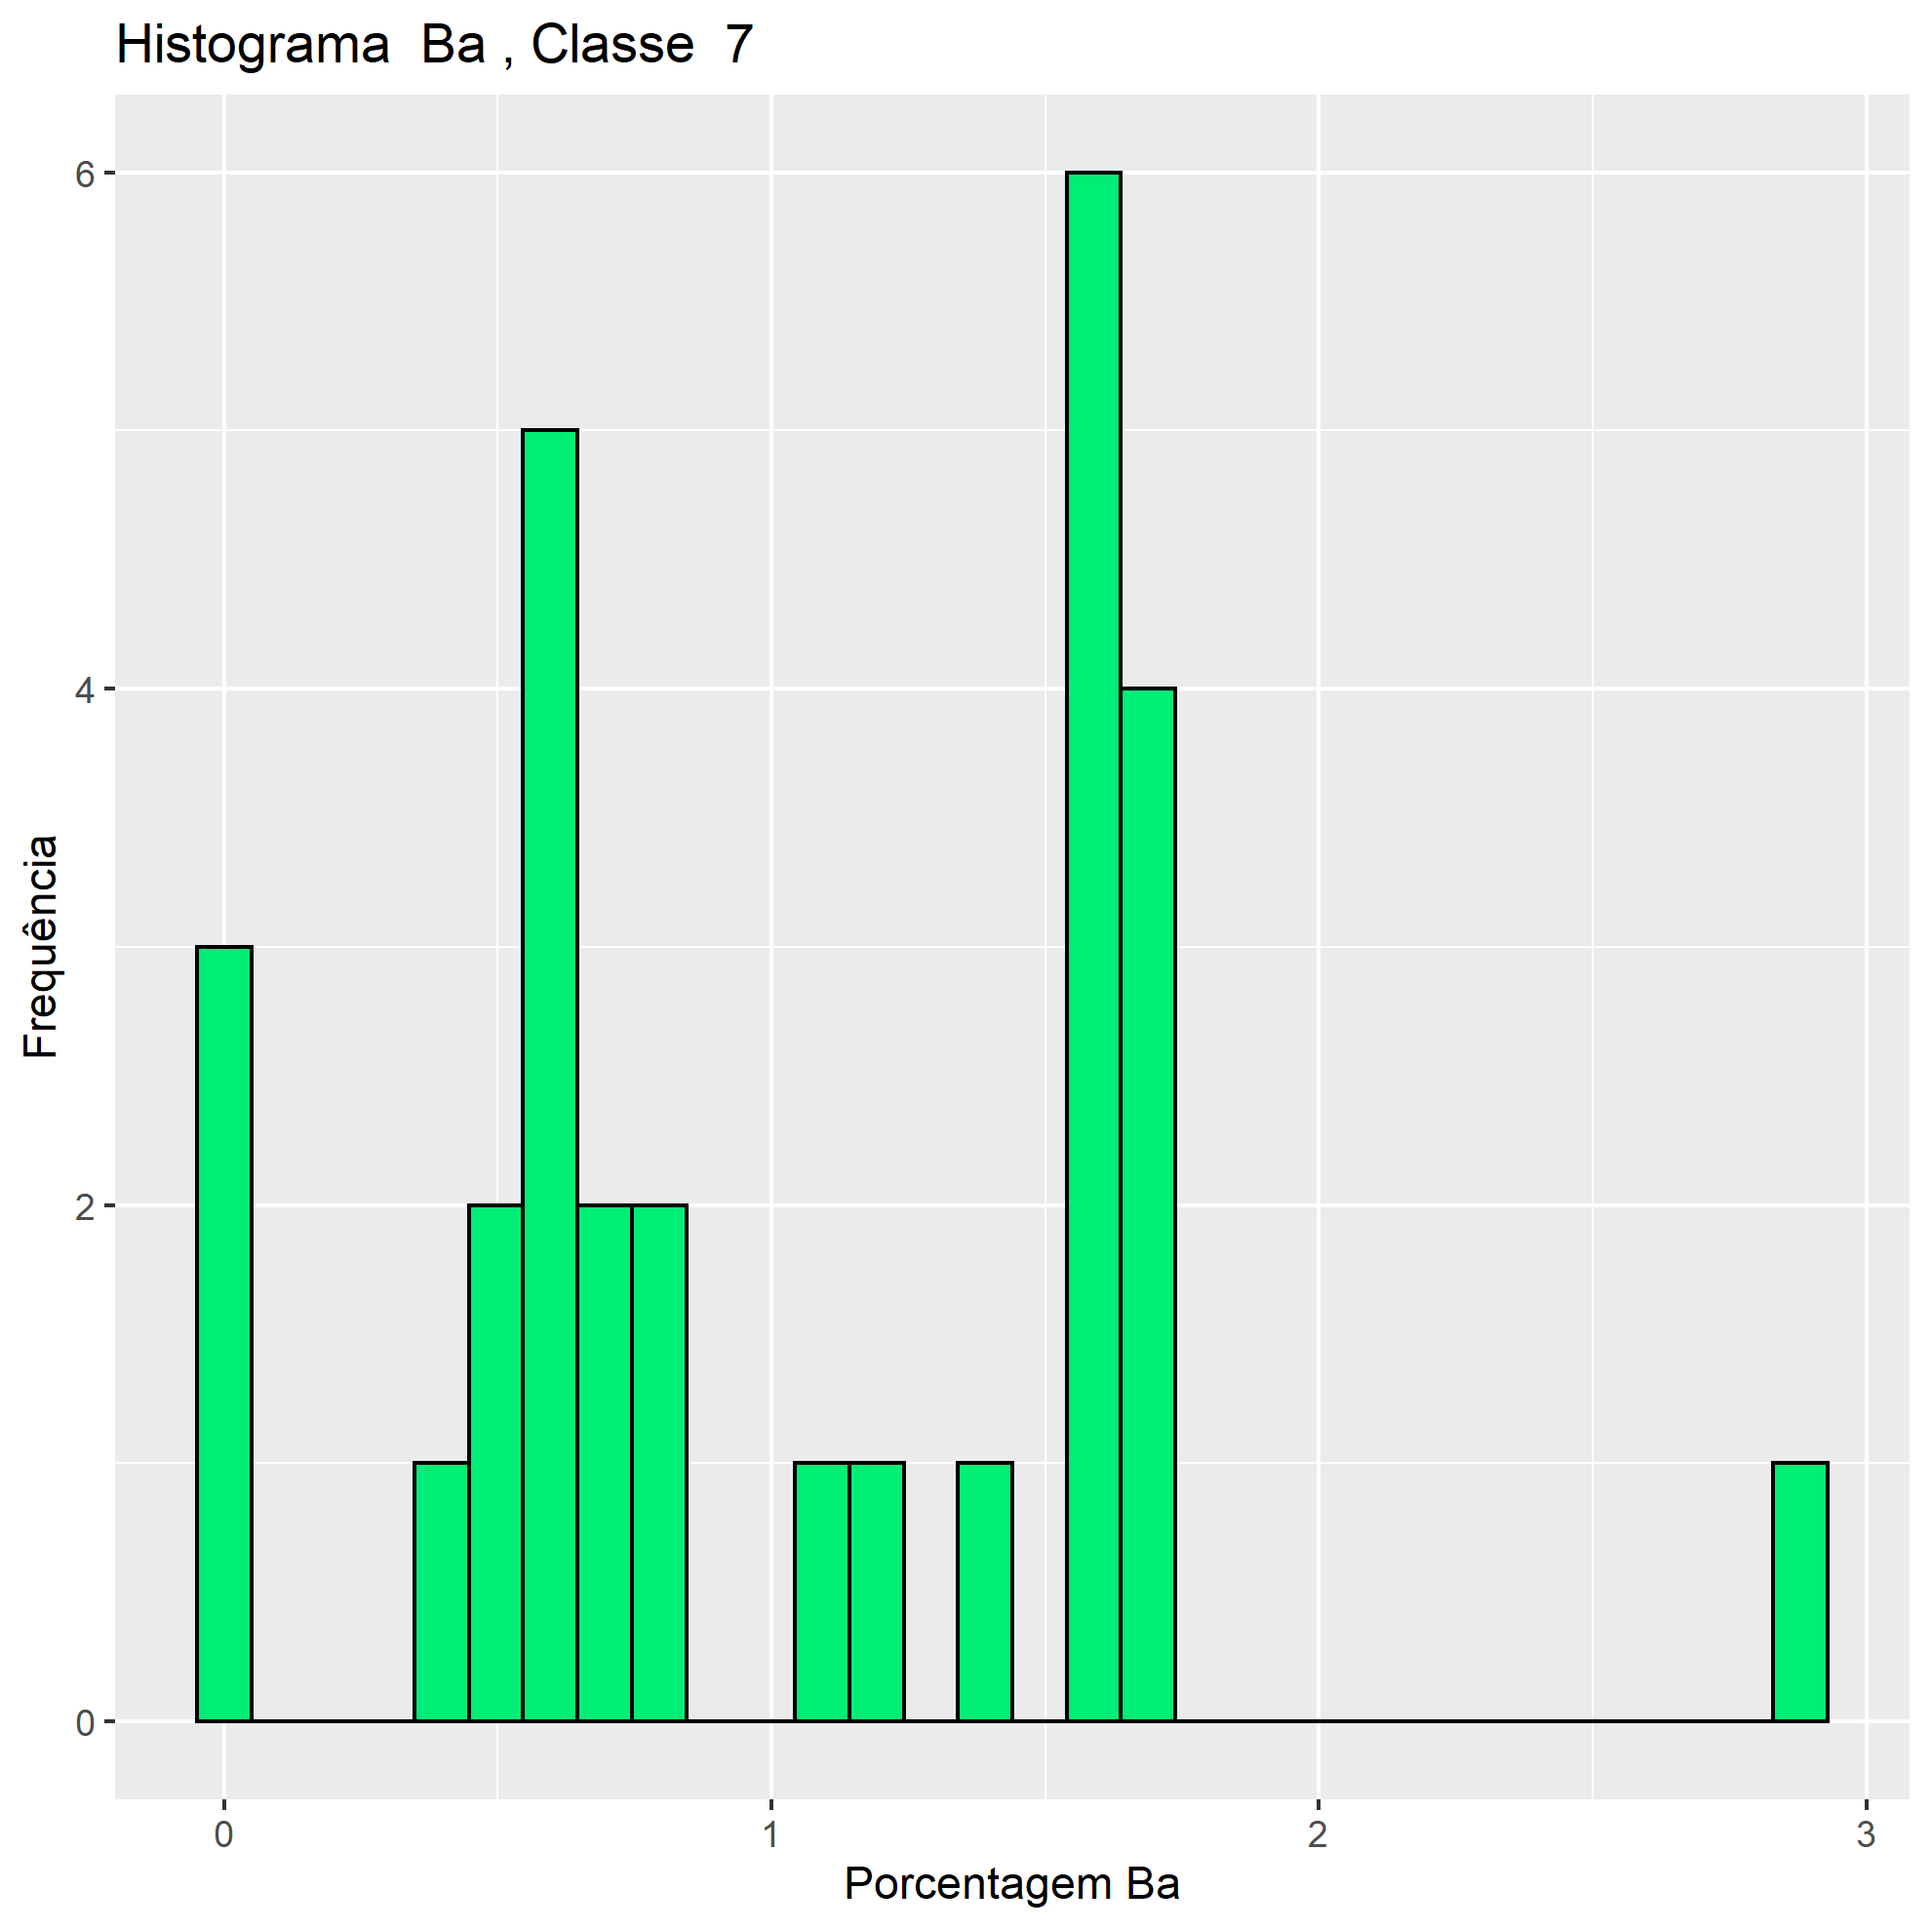 Histograma  Ba , Classe  7
Frequência
6
4
2
0
0 1 2 3
Porcentagem Ba